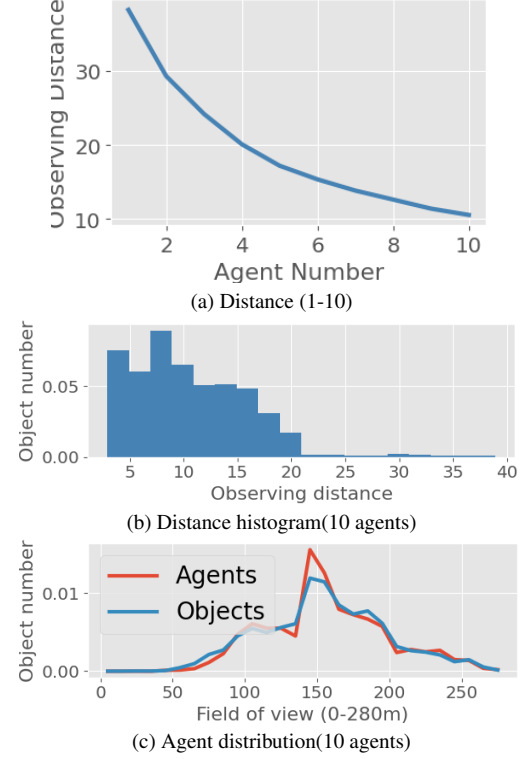 Observing Distance
30
20
10
2 4 6 8 10
Agent Number
(a) Distance (1-10)
Object number
0.05
0.00
5 10 15 20 25 30 35 40
Observing distance
(b) Distance histogram(10 agents)
Object number
0.01
0.00
Agents
Objects
0 50 100 150 200 250
Field of view (0-280m)
(c) Agent distribution(10 agents)